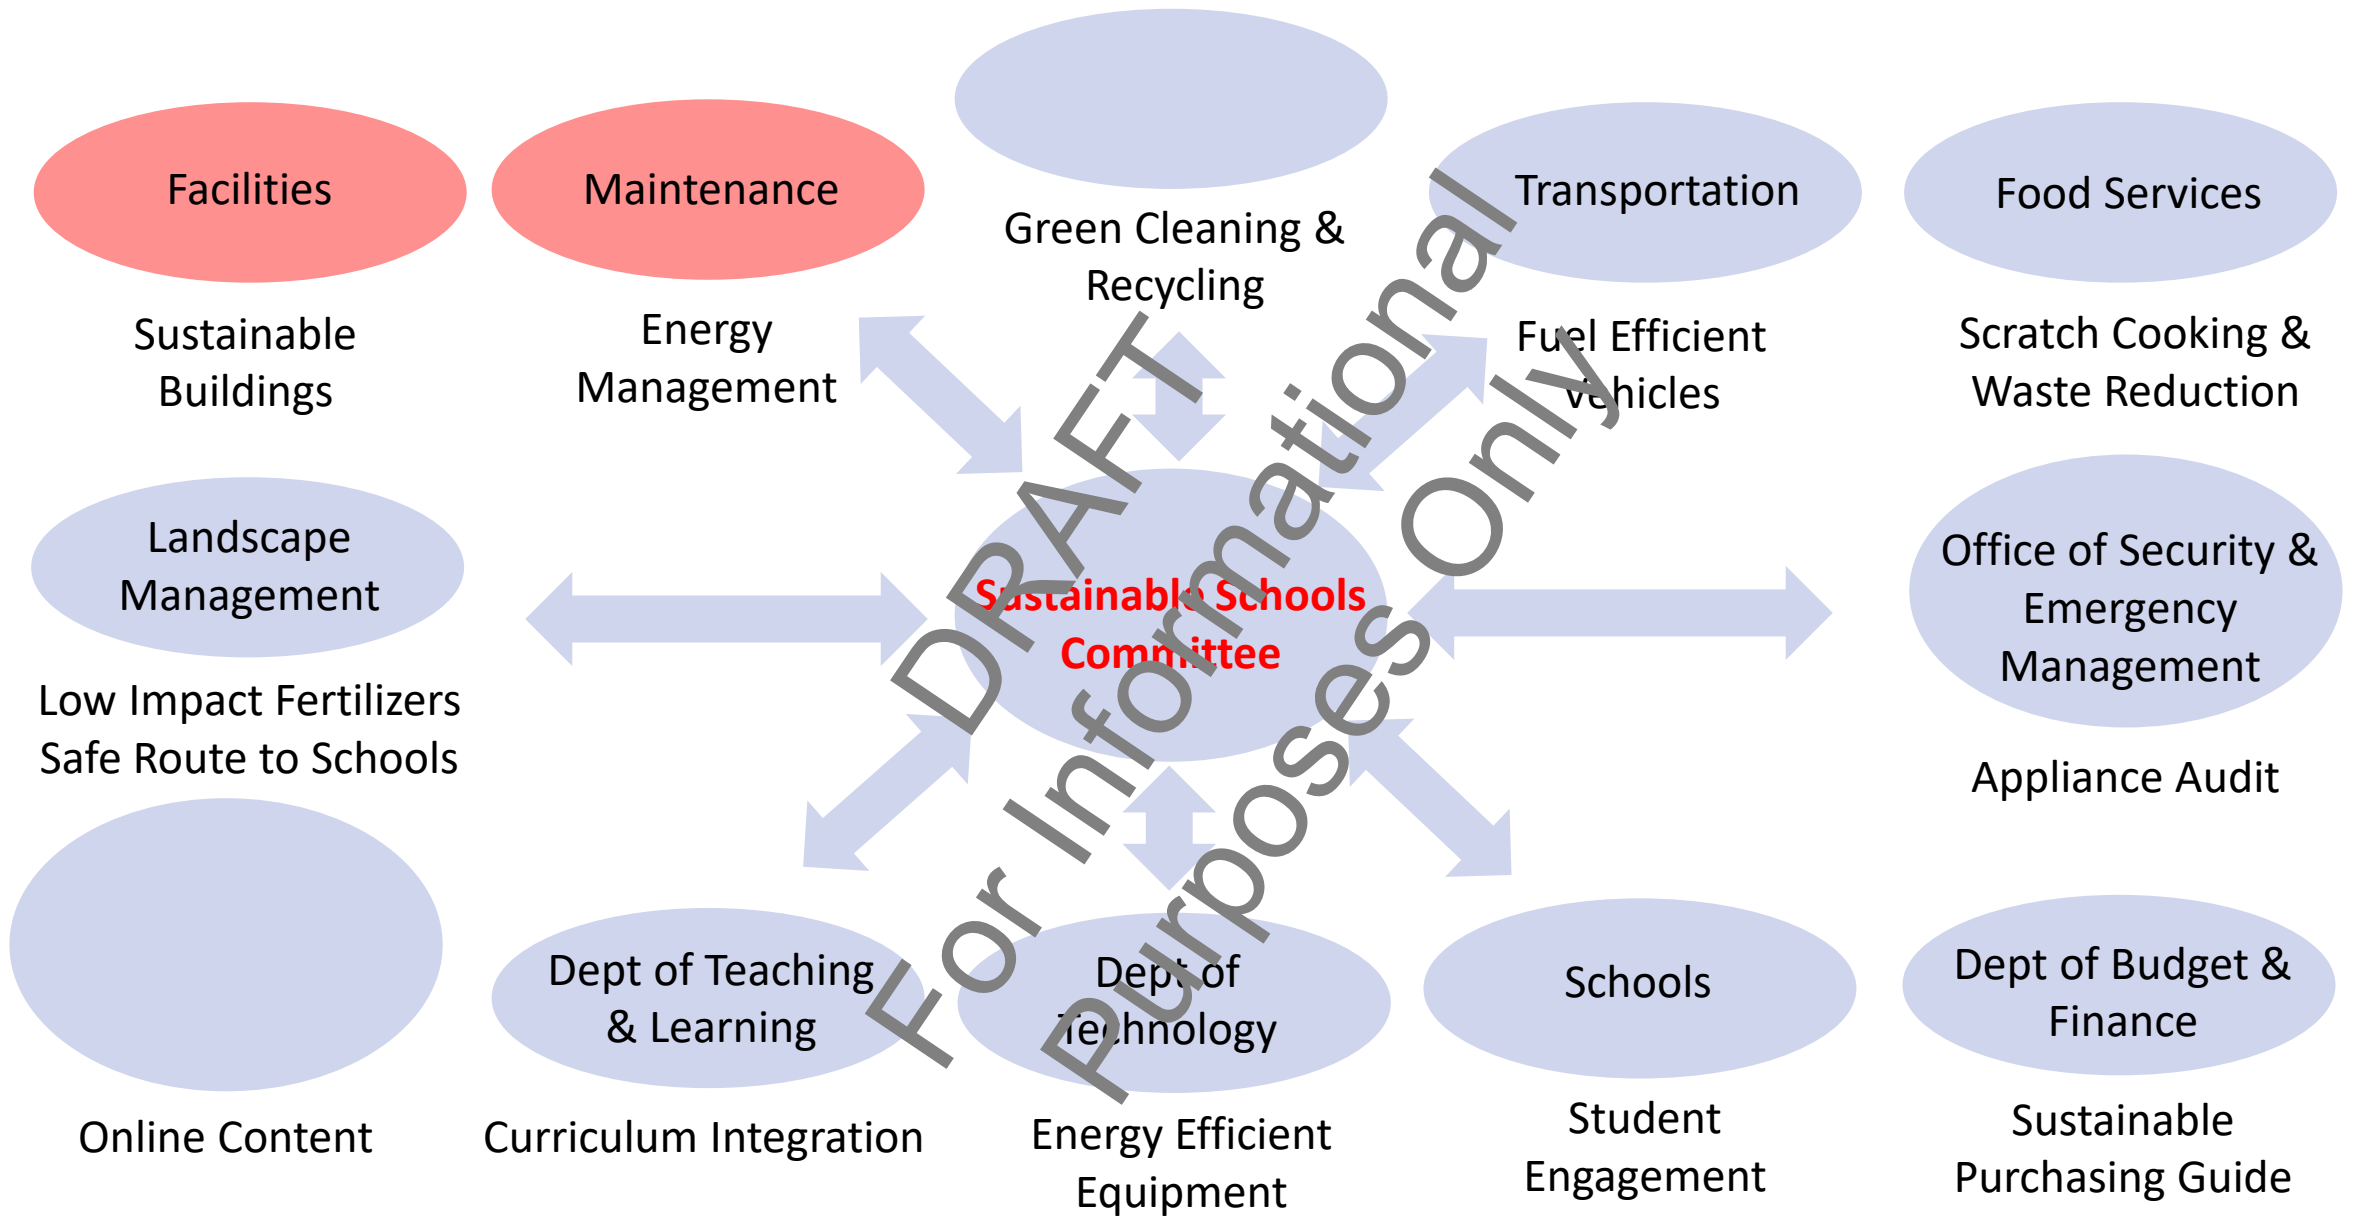 Facilities
Maintenance
Transportation
Food Services
Green Cleaning &
Recycling
Sustainable
Buildings
Energy
Management
Fuel Efficient
Vehicles
Scratch Cooking &
Waste Reduction
Landscape
Management
Sustainable Schools
Committee
Office of Security &
Emergency
Management
Low Impact Fertilizers
Safe Route to Schools
Appliance Audit
Dept of Teaching
& Learning
Dept of
Technology
Schools
Dept of Budget &
Finance
Online Content
Curriculum Integration
Energy Efficient
Equipment
Student
Engagement
Sustainable
Purchasing Guide
DRAFT
For Informational
Purposes Only